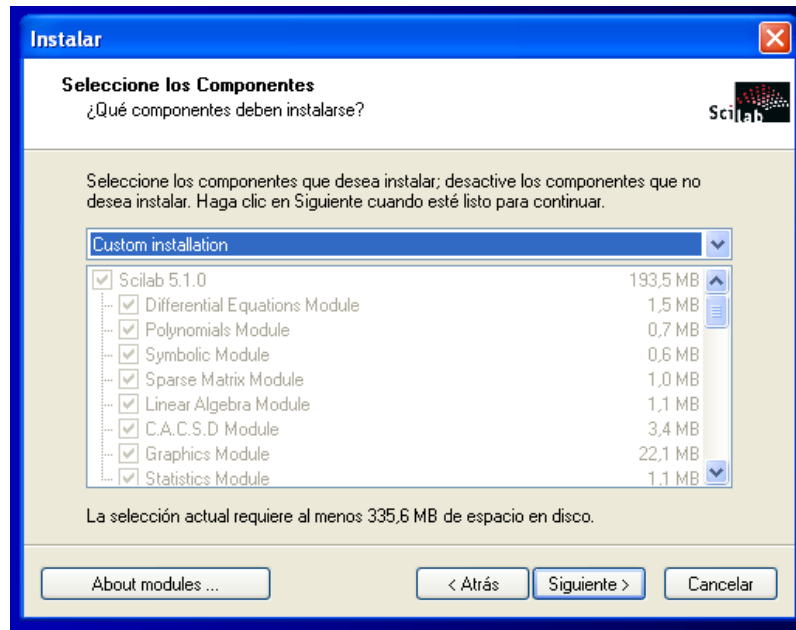 Instalar
Seleccione los Componentes
¿Qué componentes deben instalarse?
Scilab
Seleccione los componentes que desea instalar; desactive los componentes que no
desea instalar. Haga clic en Siguiente cuando esté listo para continuar.
Custom installation
Scilab 5.1.0 193,5 MB
Differential Equations Module 1,5 MB
Polynomials Module 0,7 MB
Symbolic Module 0,6 MB
Sparse Matrix Module 1,0 MB
Linear Algebra Module 1,1 MB
C.A.C.S.D Module 3,4 MB
Graphics Module 22,1 MB
Statistics Module 1,1 MB
La selección actual requiere al menos 335,6 MB de espacio en disco.
About modules ... < Atrás Siguiente > Cancelar